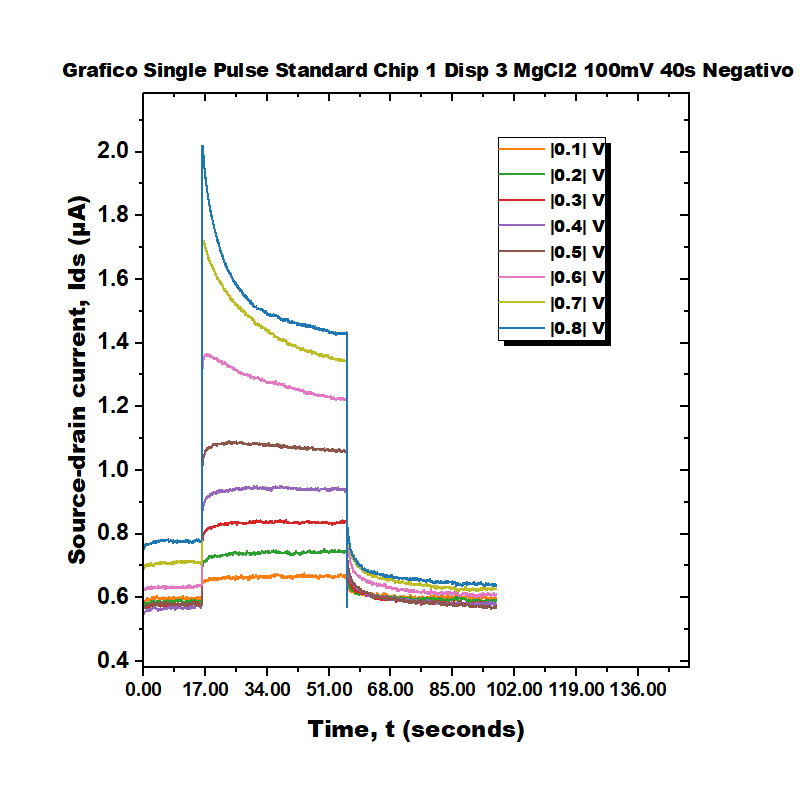 Grafico Single Pulse Standard Chip 1 Disp 3 MgCl2 100mV 40s Negativo
|0.1| V
|0.2| V
|0.3| V
|0.4| V
|0.5| V
|0.6| V
|0.7| V
|0.8| V
Source-drain current, Ids (µA)
2.0
1.8
1.6
1.4
1.2
1.0
0.8
0.6
0.4
0.00 17.00 34.00 51.00 68.00 85.00 102.00 119.00 136.00
Time, t (seconds)